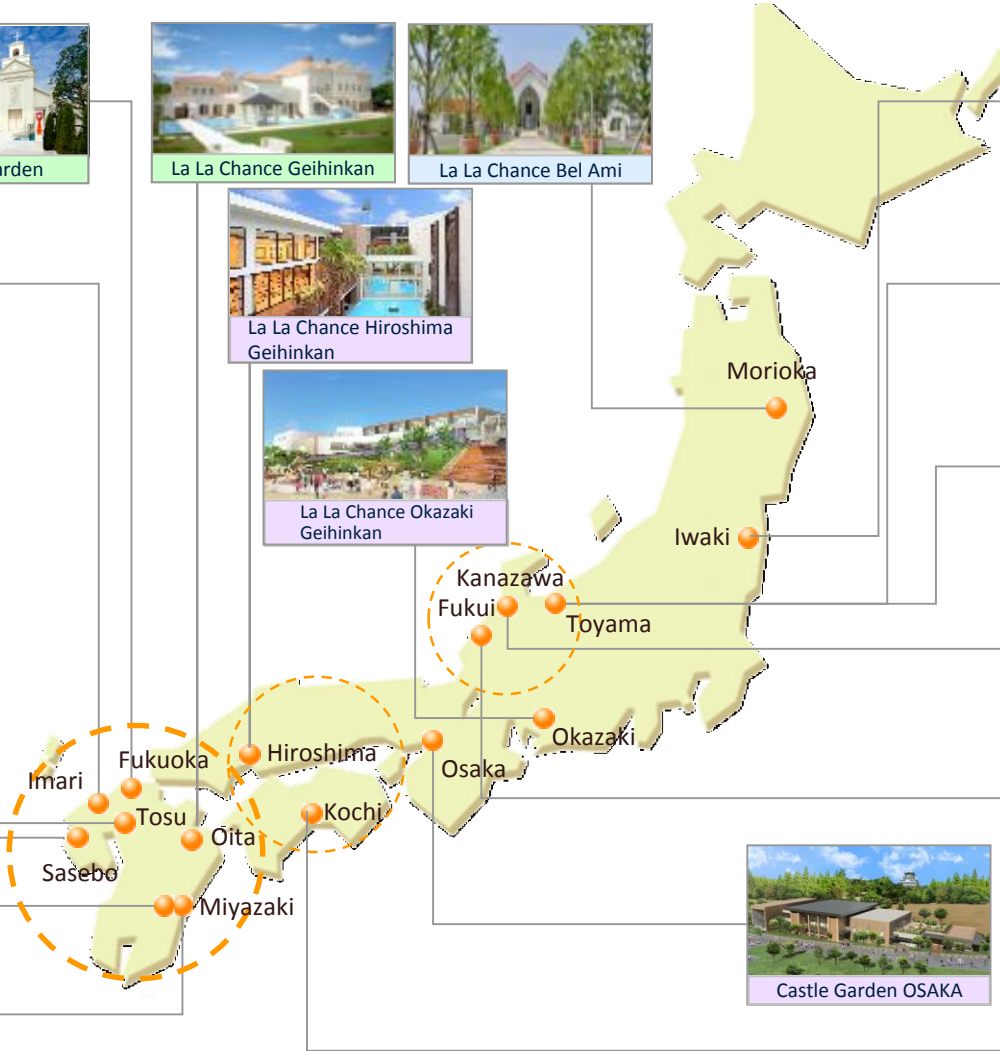 arden
La La Chance Geihinkan
La La Chance Bel Ami
La La Chance Hiroshima
Geihinkan
La La Chance Okazaki
Geihinkan
Morioka
Iwaki
Kanazawa
Fukui
Toyama
Okazaki
Osaka
Hiroshima
Kochi
Fukuoka
Imari
Tosu
Oita
Sasebo
Miyazaki
Castle Garden OSAKA